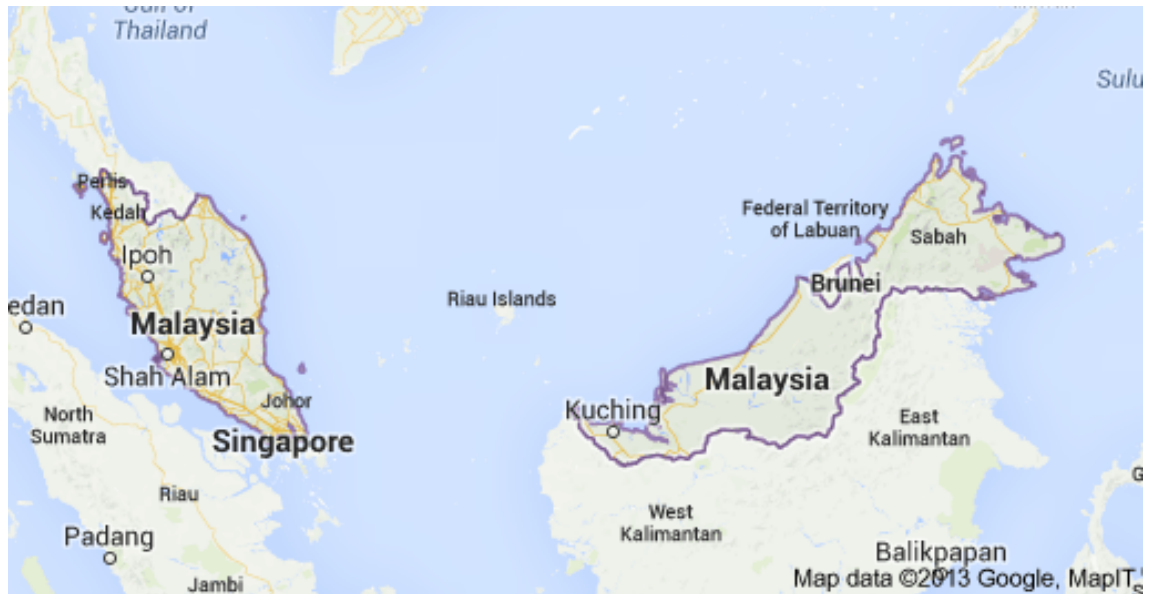 Gulf of
Thailand
Sulu
Perlis
Kedah
Federal Territory
of Labuan
Sabah
Ipoh
Brunei
Riau Islands
edan
Malaysia
Shah Alam
Malaysia
Johor
Kuching
North
Sumatra
East
Kalimantan
Singapore
Riau
West
Kalimantan
Padang
Balikpapan
Jambi
Map data ©2013 Google, MapIT